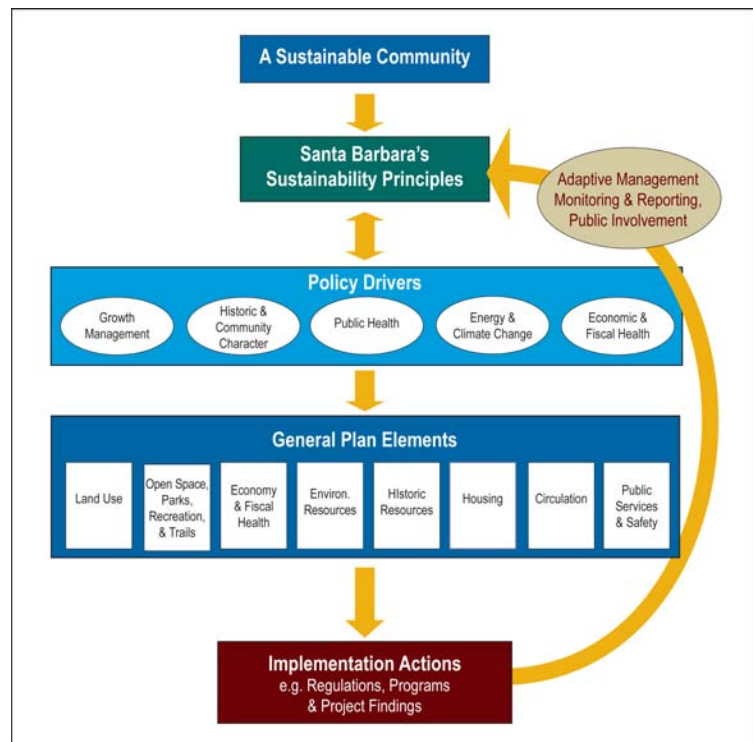 A Sustainable Community
Santa Barbara's
Sustainability Principles
Adaptive Management
Monitoring & Reporting,
Public Involvement
Policy Drivers
Growth
Management
Historic &
Community
Character
Public Health
Energy &
Climate Change
Economic &
Fiscal Health
General Plan Elements
Land Use
Open Space,
Parks,
Recreation,
& Trails
Economy
& Fiscal
Health
Environ.
Resources
HIstoric
Resources
Housing
Circulation
Public
Services
& Safety
Implementation Actions
e.g. Regulations, Programs
& Project Findings